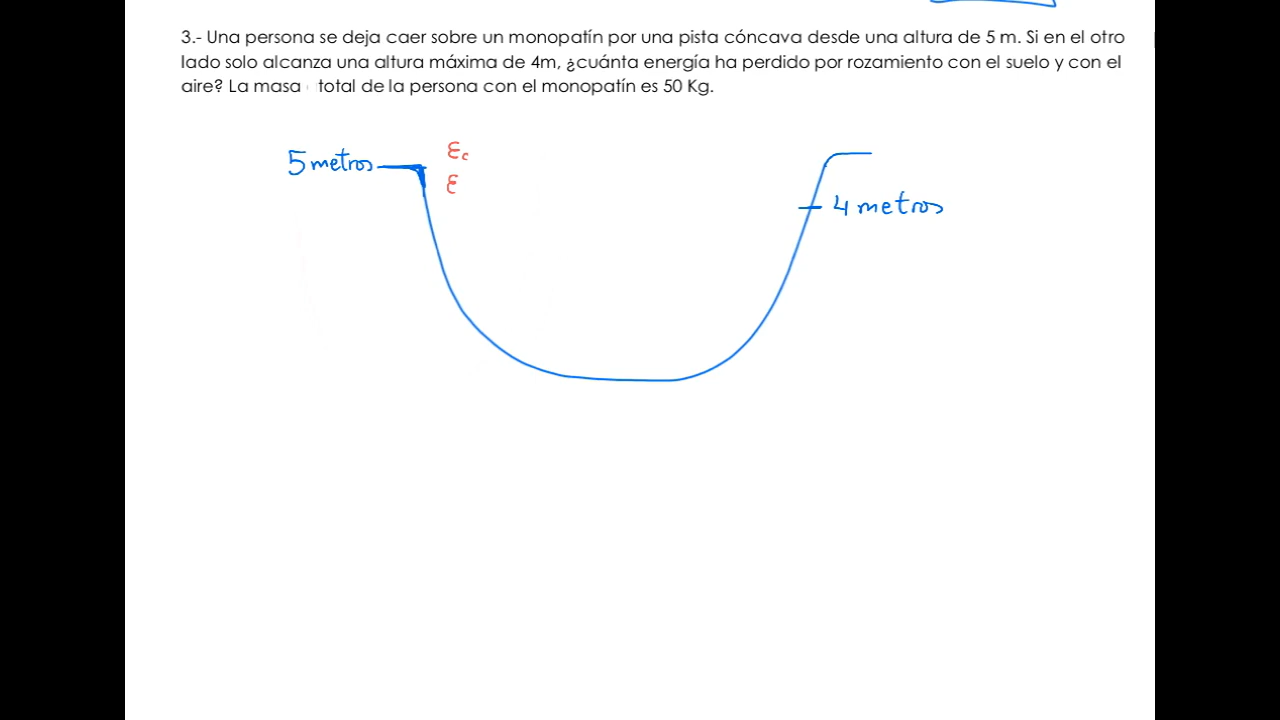 3.- Una persona se deja caer sobre un monopatín por una pista cóncava desde una altura de 5 m. Si en el otro
lado solo alcanza una altura máxima de 4m, ¿cuánta energía ha perdido por rozamiento con el suelo y con el
aire? La masa total de la persona con el monopatín es 50 Kg.
5 metros
Ɛc
Ɛ
4 metros